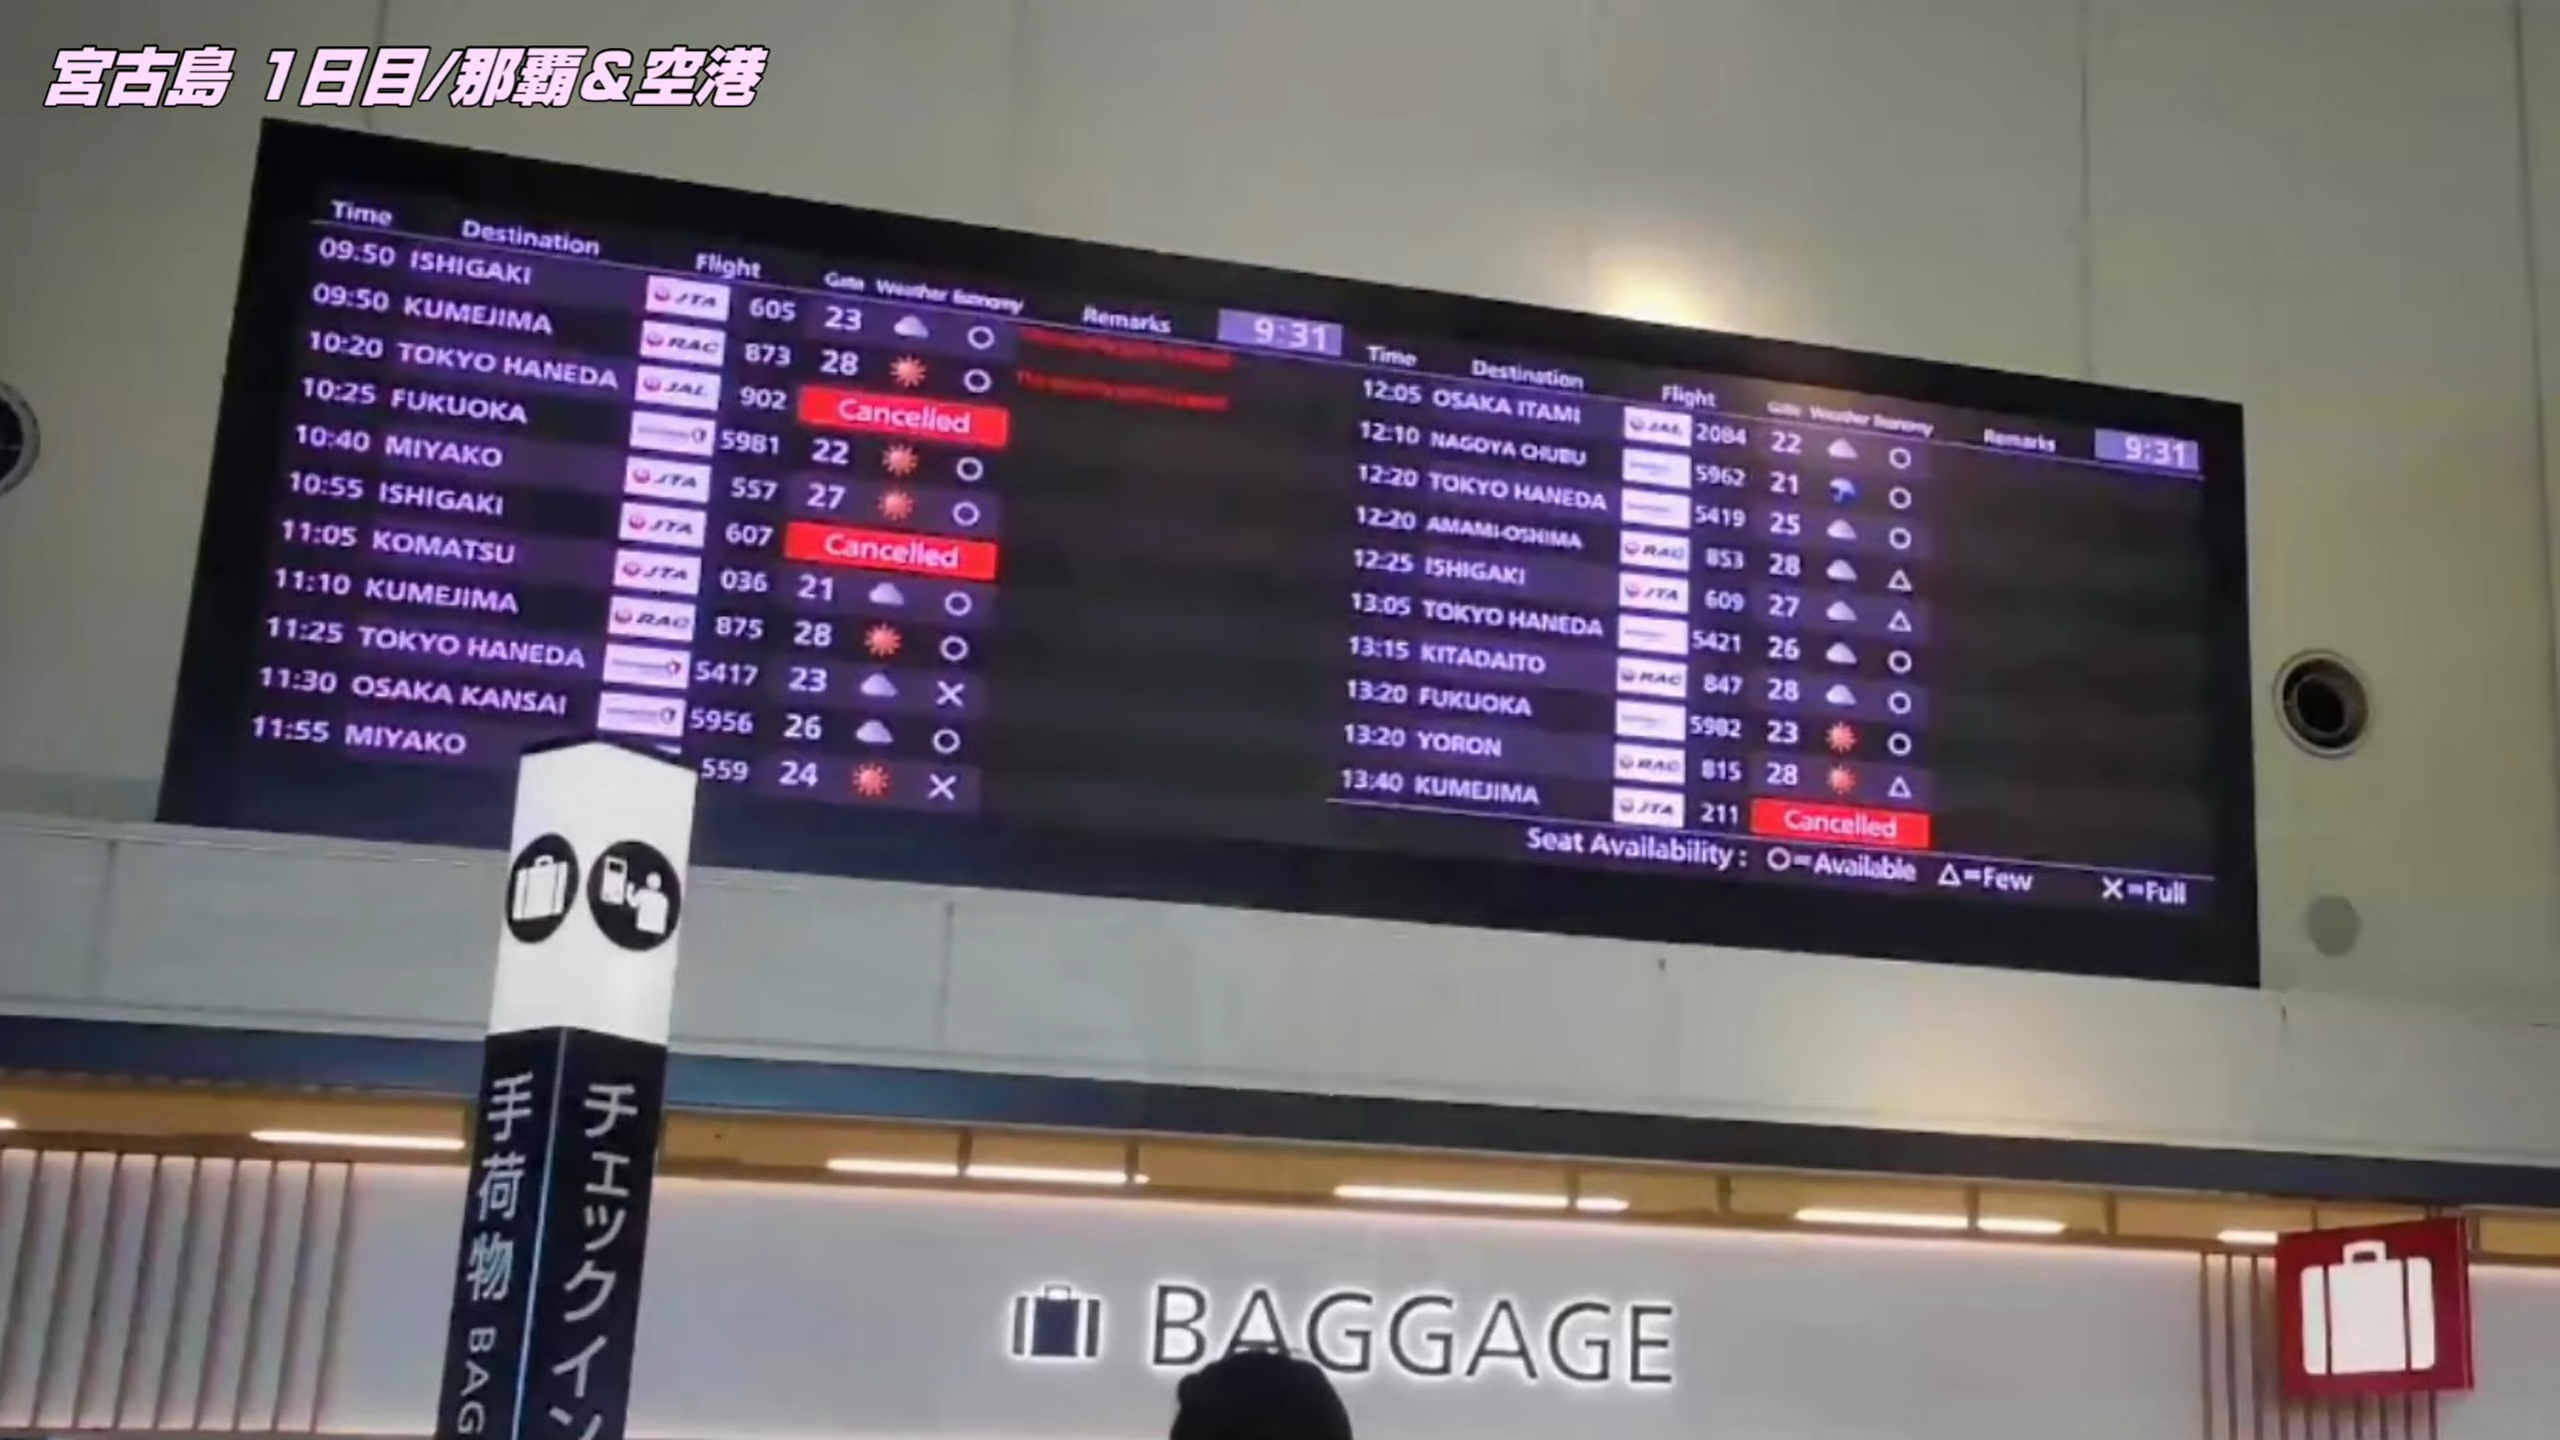 宮古島 1日目/那覇&空港
Time Destination Flight Gate Weather Economy Remarks 9:31
09:50 ISHIGAKI JTA 605 23 ○
09:50 KUMEJIMA RAC 873 28 ○
10:20 TOKYO HANEDA JAL 902 Cancelled
10:25 FUKUOKA 5981 22 ○
10:40 MIYAKO JTA 557 27 ○
10:55 ISHIGAKI JTA 607 Cancelled
11:05 KOMATSU JTA 036 21 ○
11:10 KUMEJIMA RAC 875 28 ○
11:25 TOKYO HANEDA 5417 23 ×
11:30 OSAKA KANSAI 5956 26 ○
11:55 MIYAKO 559 24 ×
Time Destination Flight Gate Weather Economy Remarks 9:31
12:05 OSAKA ITAMI JAL 2084 22 ○
12:10 NAGOYA CHUBU 5962 21 ○
12:20 TOKYO HANEDA 5419 25 ○
12:20 AMAMI-OSHIMA RAC 853 28 △
12:25 ISHIGAKI JTA 609 27 △
13:05 TOKYO HANEDA 5421 26 ○
13:15 KITADAITO RAC 847 28 ○
13:20 FUKUOKA 5982 23 ○
13:20 YORON RAC 815 28 △
13:40 KUMEJIMA JTA 211 Cancelled
Seat Availability: ○=Available △=Few ×=Full
手荷物 BAG
チェックイン
BAGGAGE